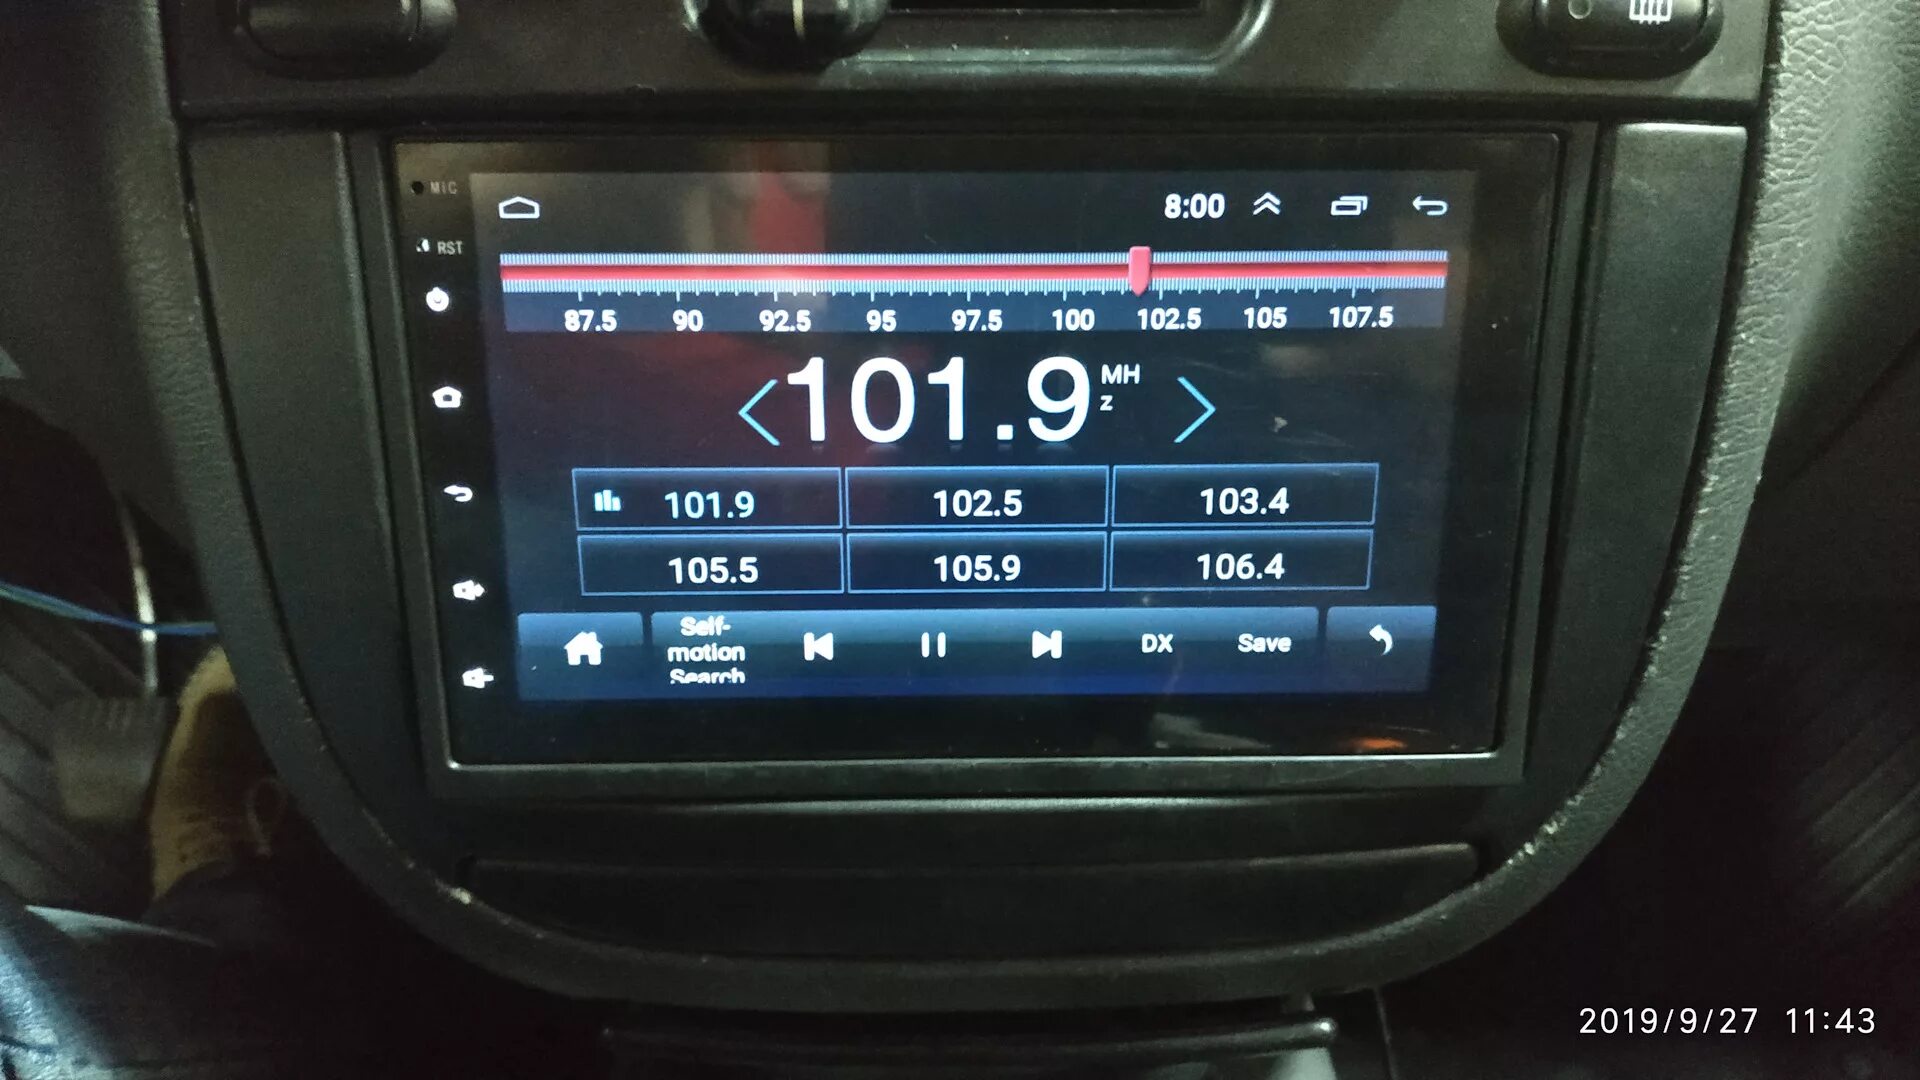 MIC
8:00
RST
87.5 90 92.5 95 97.5 100 102.5 105 107.5
101.9 MH
z
101.9 102.5 103.4
105.5 105.9 106.4
Self-
motion
Search
DX Save
2019/9/27 11:43